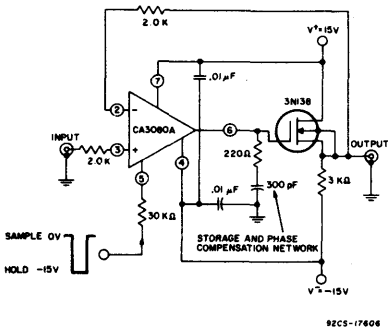 2.0 K
V+ = 15V
7
.01 µF
3N138
2
−
CA3080A
6
INPUT
3
+
2.0 K
4
220Ω
OUTPUT
5
.01 µF
300 pF
3 KΩ
30 KΩ
SAMPLE 0V
STORAGE AND PHASE
COMPENSATION NETWORK
HOLD -15V
V-=-15V
92CS-17606